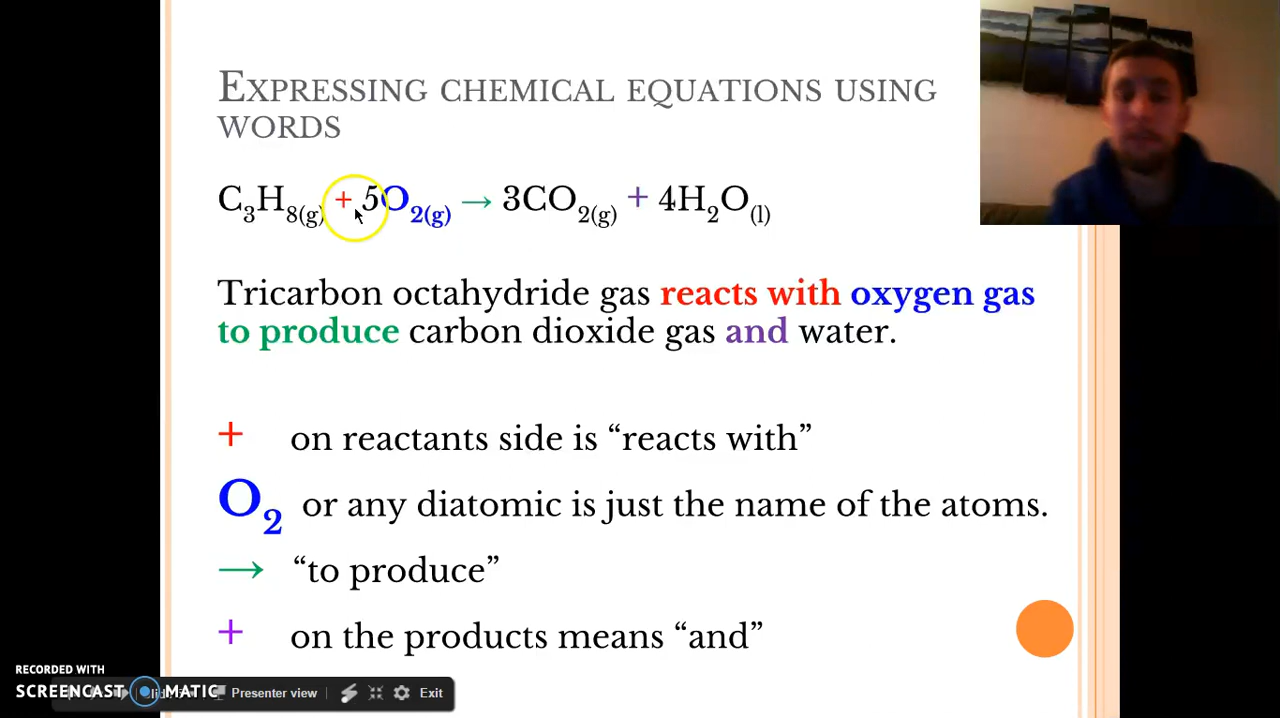 Expressing chemical equations using
words
C₃H₈₍g₎ + 5O₂₍g₎ → 3CO₂₍g₎ + 4H₂O₍l₎
Tricarbon octahydride gas reacts with oxygen gas
to produce carbon dioxide gas and water.
+ on reactants side is “reacts with”
O₂ or any diatomic is just the name of the atoms.
→ “to produce”
+ on the products means “and”
RECORDED WITH
SCREENCAST MATIC
Presenter view
Exit